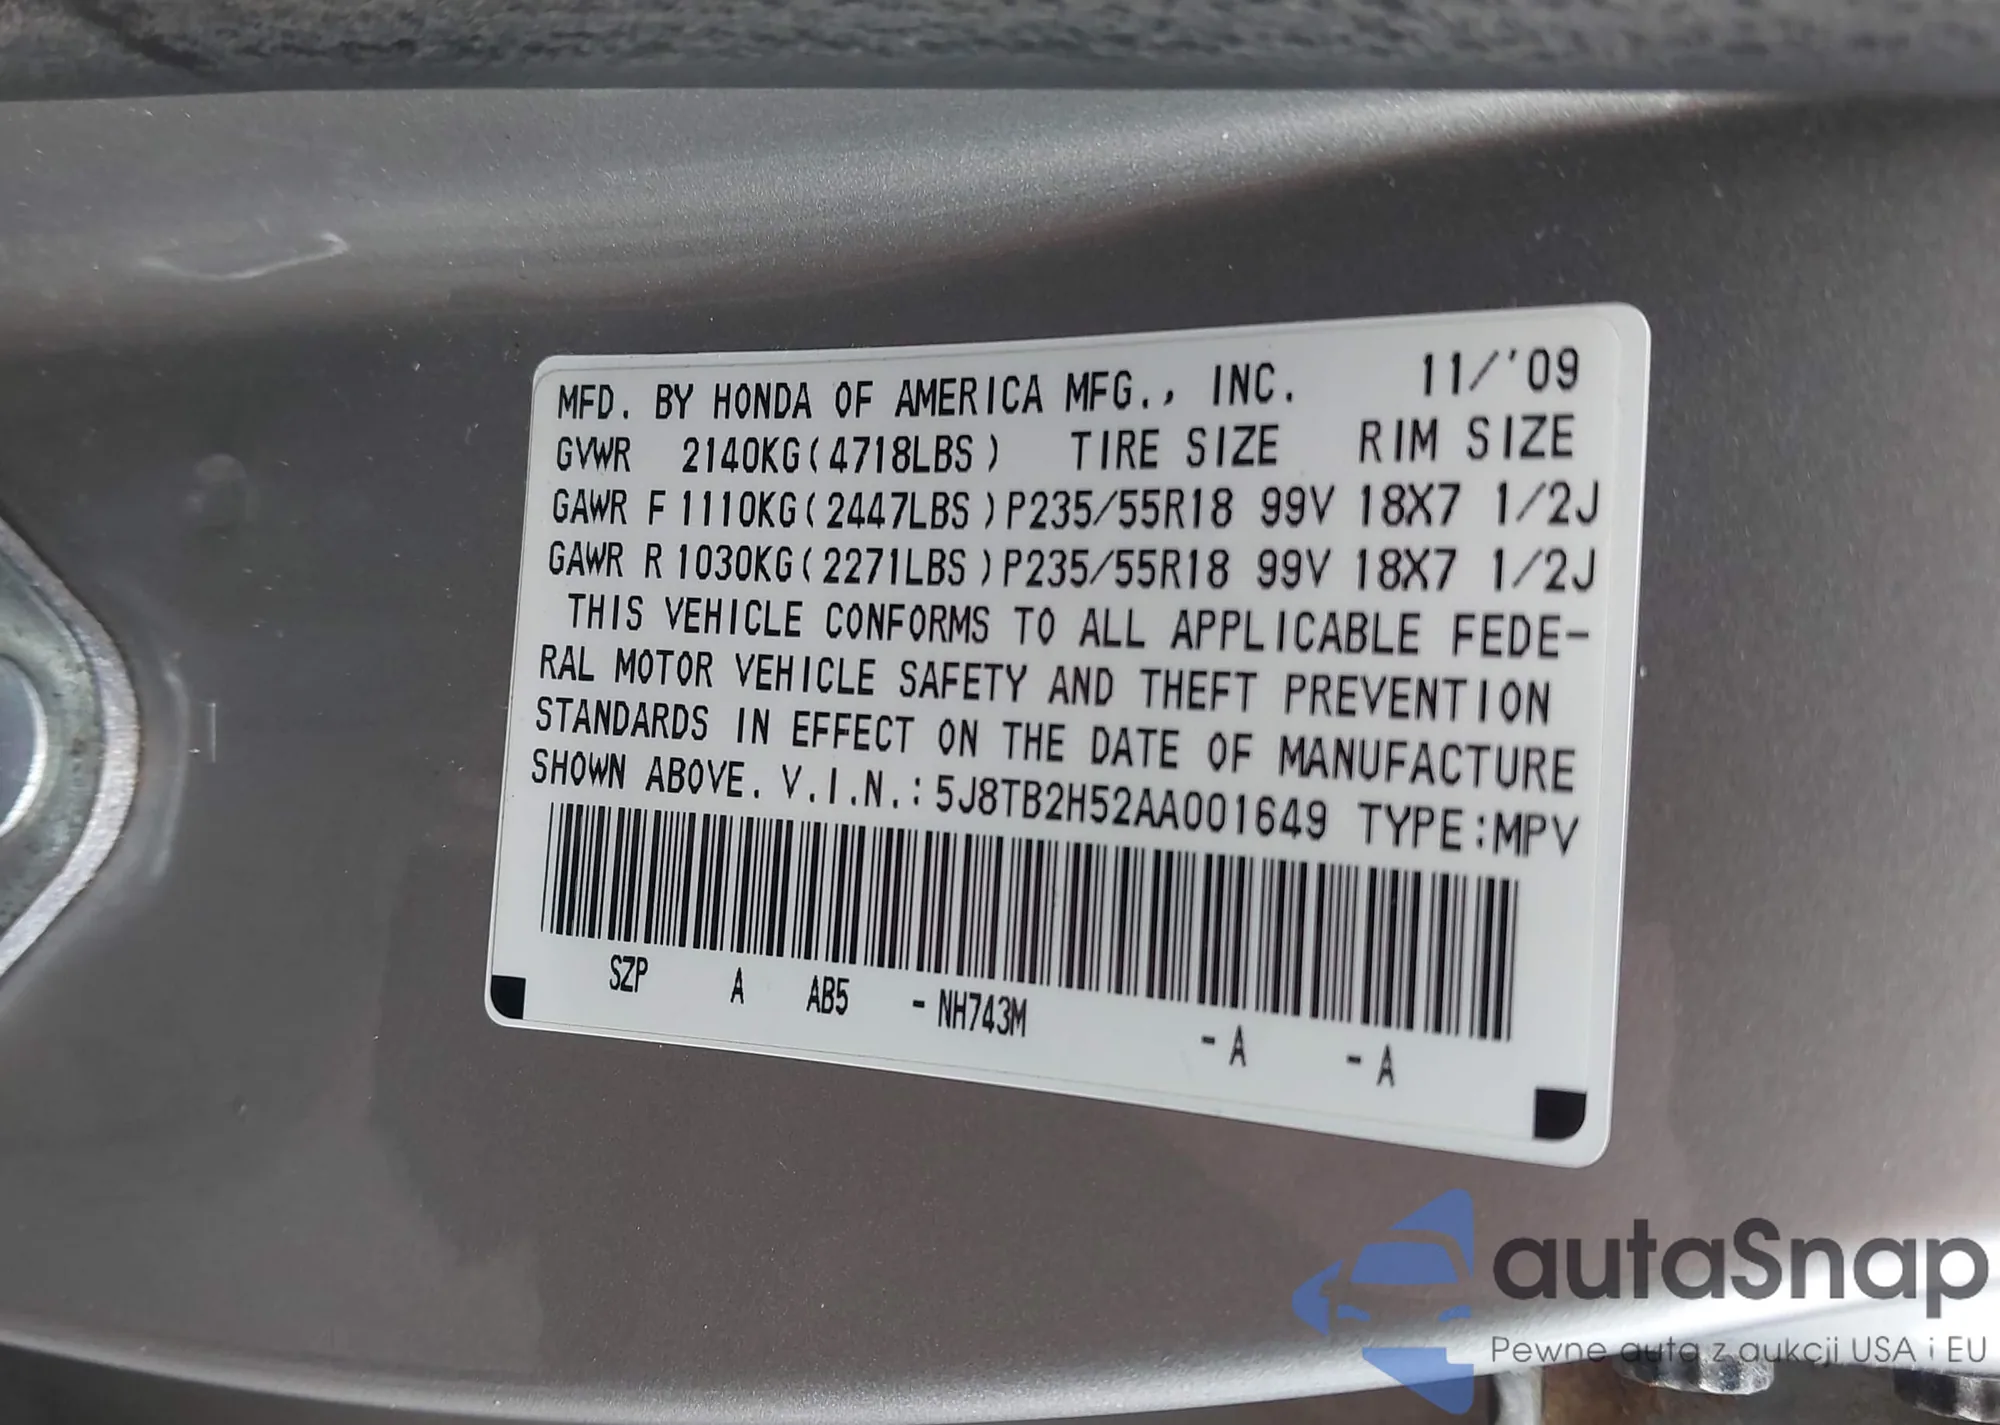 MFD. BY HONDA OF AMERICA MFG., INC. 11/'09
GVWR 2140KG(4718LBS) TIRE SIZE RIM SIZE
GAWR F 1110KG(2447LBS)P235/55R18 99V 18X7 1/2J
GAWR R 1030KG(2271LBS)P235/55R18 99V 18X7 1/2J
THIS VEHICLE CONFORMS TO ALL APPLICABLE FEDE-
RAL MOTOR VEHICLE SAFETY AND THEFT PREVENTION
STANDARDS IN EFFECT ON THE DATE OF MANUFACTURE
SHOWN ABOVE. V.I.N.:5J8TB2H52AA001649 TYPE:MPV
SZP A AB5 -NH743M -A -A
autaSnap
Pewne auta z aukcji USA i EU